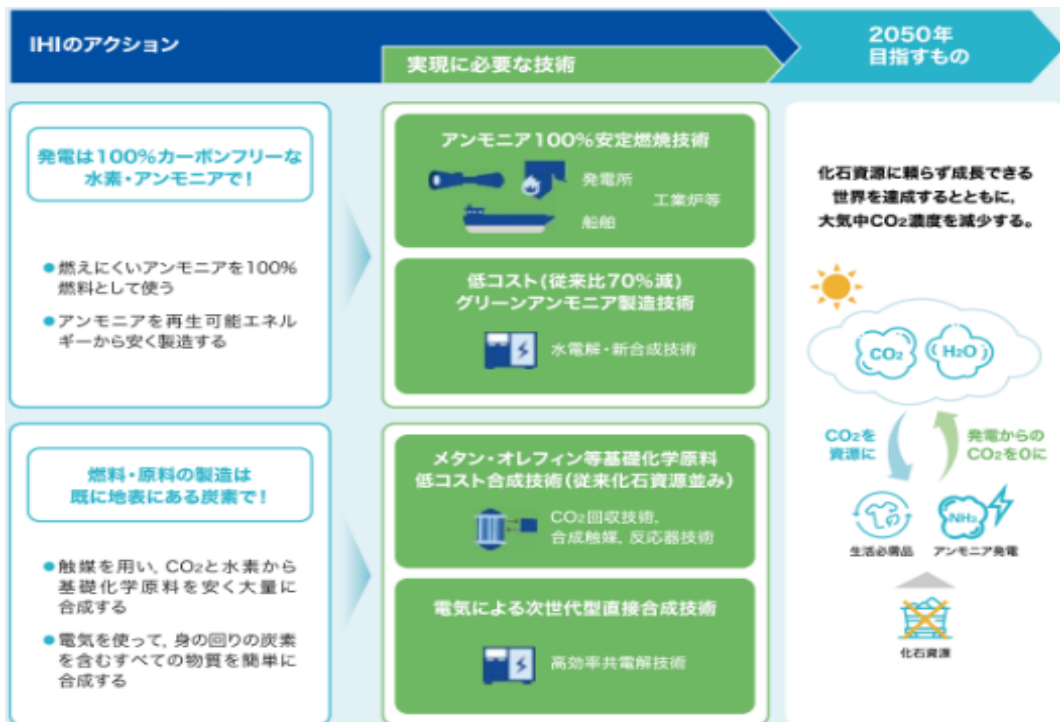 IHIのアクション
実現に必要な技術
2050年
目指すもの
発電は100%カーボンフリーな
水素・アンモニアで!
●燃えにくいアンモニアを100%
燃料として使う
●アンモニアを再生可能エネル
ギーから安く製造する
アンモニア100%安定燃焼技術
発電所
工業炉等
船舶
低コスト(従来比70%減)
グリーンアンモニア製造技術
水電解・新合成技術
燃料・原料の製造は
既に地表にある炭素で!
●触媒を用い, CO₂と水素から
基礎化学原料を安く大量に
合成する
●電気を使って, 身の回りの炭素
を含むすべての物質を簡単に
合成する
メタン・オレフィン等基礎化学原料
低コスト合成技術(従来化石資源並み)
CO₂回収技術,
合成触媒, 反応器技術
電気による次世代型直接合成技術
高効率共電解技術
化石資源に頼らず成長できる
世界を達成するとともに,
大気中CO₂濃度を減少する。
CO₂
H₂O
CO₂を
資源に
発電からの
CO₂を0に
NH₃
生活必需品
アンモニア発電
化石資源